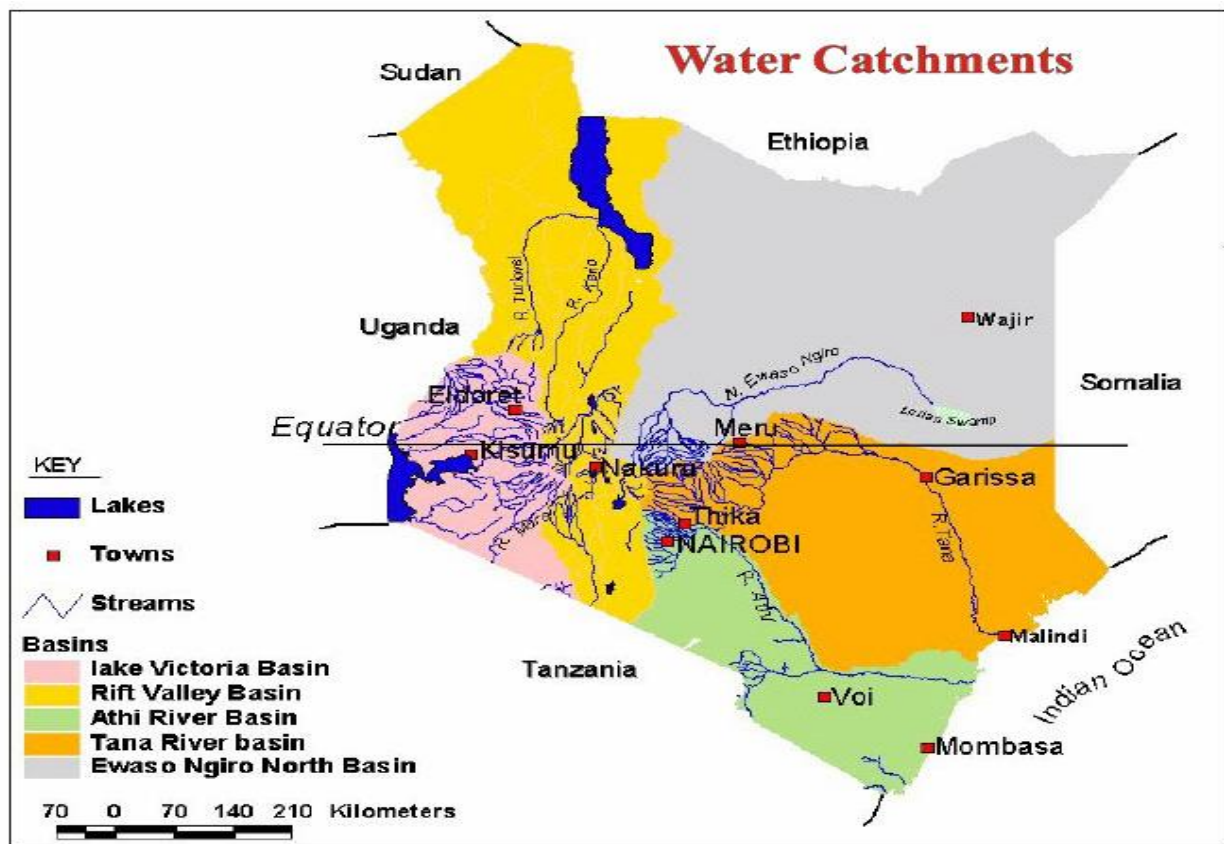 Water Catchments
Sudan
Ethiopia
R. Turkwel
R. Kerio
Uganda
Wajir
N. Ewaso Ngiro
Somalia
Eldoret
Lorian Swamp
Equator
Meru
KEY
Kisumu
Nakuru
Garissa
Lakes
R. Mara
Thika
NAIROBI
R. Tana
Towns
R. Athi
Streams
Malindi
Basins
Tanzania
Indian Ocean
lake Victoria Basin
Rift Valley Basin
Voi
Athi River Basin
Tana River basin
Mombasa
Ewaso Ngiro North Basin
70 0 70 140 210 Kilometers